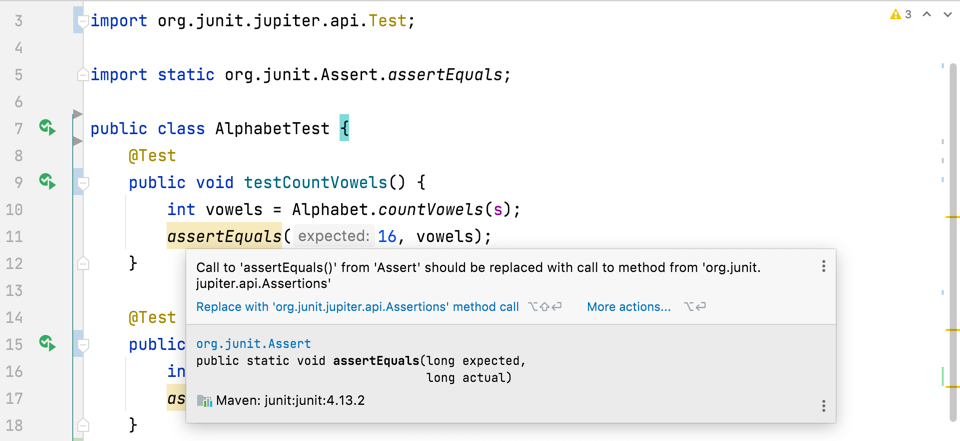 3 import org.junit.jupiter.api.Test; 3
4
5 import static org.junit.Assert.assertEquals;
6
7 public class AlphabetTest {
8 @Test
9 public void testCountVowels() {
10 int vowels = Alphabet.countVowels(s);
11 assertEquals( expected: 16, vowels);
12 }
Call to 'assertEquals()' from 'Assert' should be replaced with call to method from 'org.junit.
jupiter.api.Assertions'
13
Replace with 'org.junit.jupiter.api.Assertions' method call ⌥⇧⏎ More actions... ⌥⏎
14 @Test
15 public
org.junit.Assert
public static void assertEquals(long expected,
16 in
long actual)
17 as
Maven: junit:junit:4.13.2
18 }